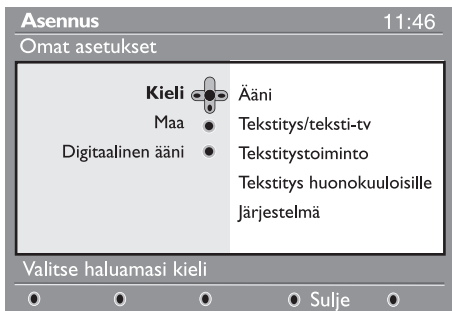 Asennus 11:46
Omat asetukset
Kieli Ääni
Maa Tekstitys/teksti-tv
Digitaalinen ääni Tekstitystoiminto
Tekstitys huonokuuloisille
Järjestelmä
Valitse haluamasi kieli
Sulje